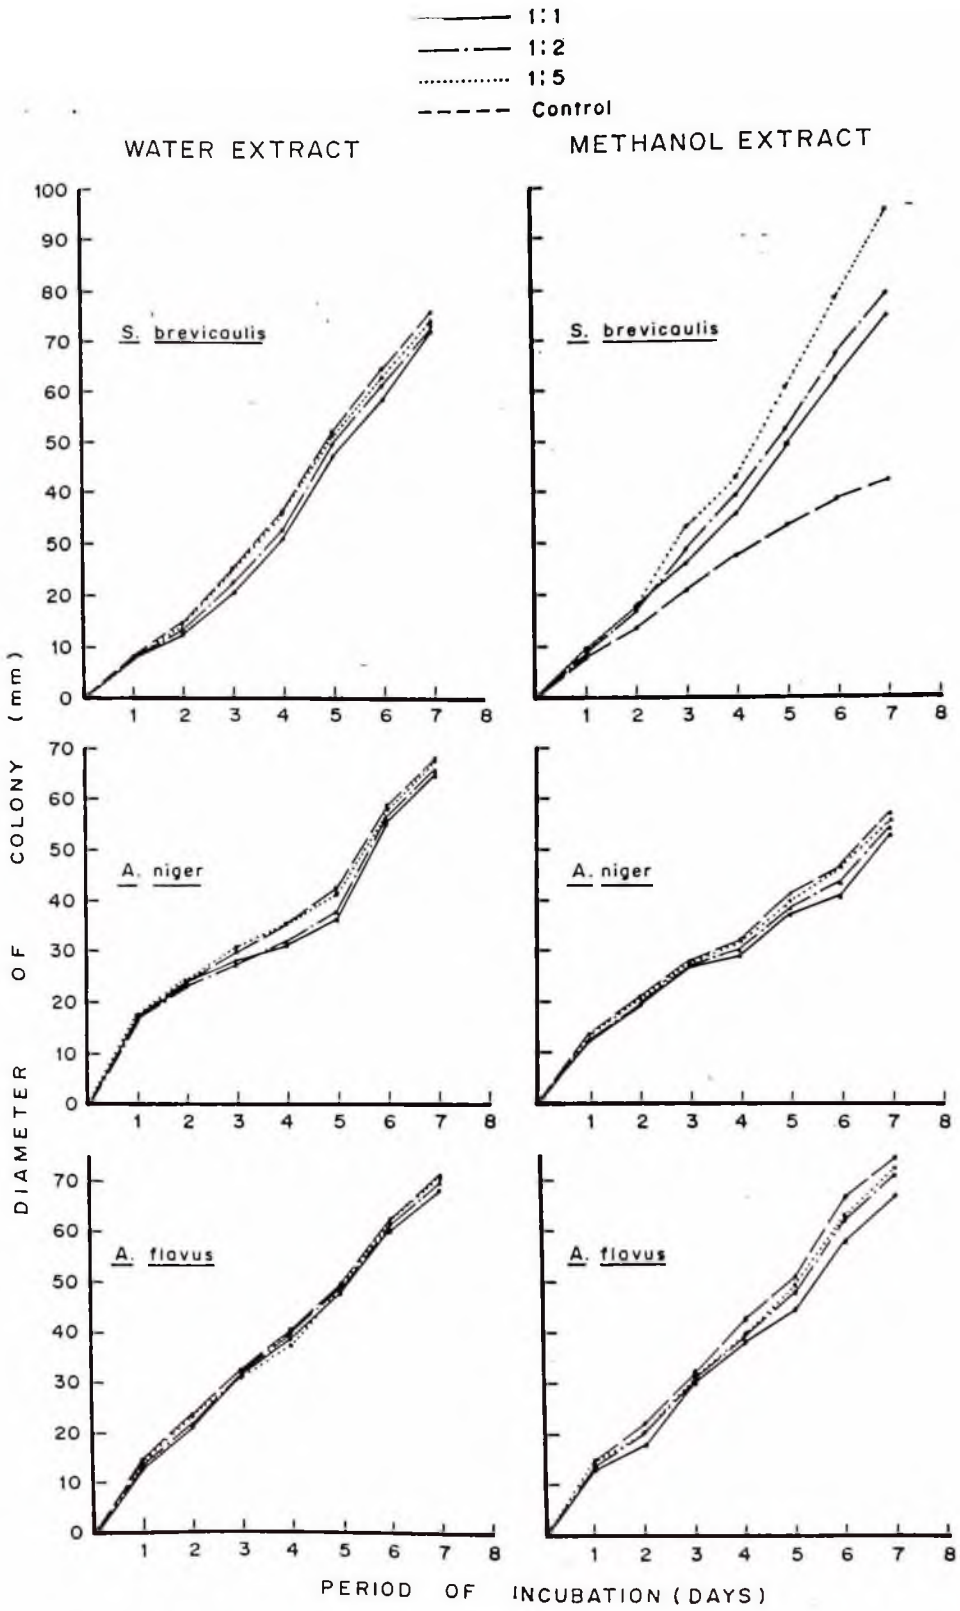 1:1
1:2
1:5
Control
WATER EXTRACT
METHANOL EXTRACT
100
90
80
70
60
50
40
50
20
10
0
S. brevicaulis
1 2 3 4 5 6 7 8
S. brevicaulis
1 2 3 4 5 6 7 8
70
60
50
40
30
20
10
0
A. niger
1 2 3 4 5 6 7 8
A. niger
1 2 3 4 5 6 7 8
70
60
50
40
30
20
10
0
A. flavus
1 2 3 4 5 6 7 8
A. flavus
1 2 3 4 5 6 7 8
DIAMETER OF COLONY (mm)
PERIOD OF INCUBATION (DAYS)